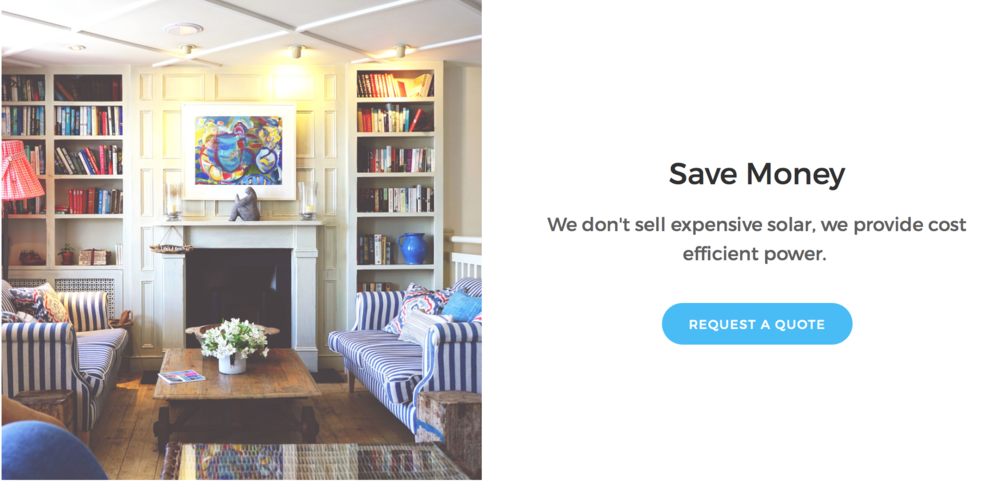 Save Money
We don't sell expensive solar, we provide cost
efficient power.
REQUEST A QUOTE